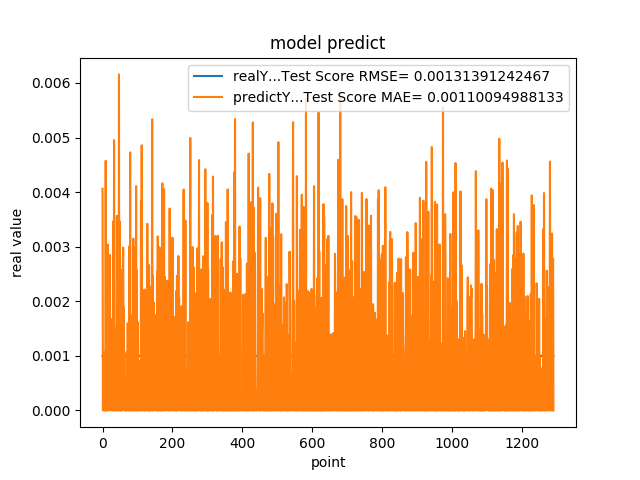 model predict
realY...Test Score RMSE= 0.00131391242467
predictY...Test Score MAE= 0.00110094988133
0.006
0.005
0.004
0.003
0.002
0.001
0.000
real value
0 200 400 600 800 1000 1200
point